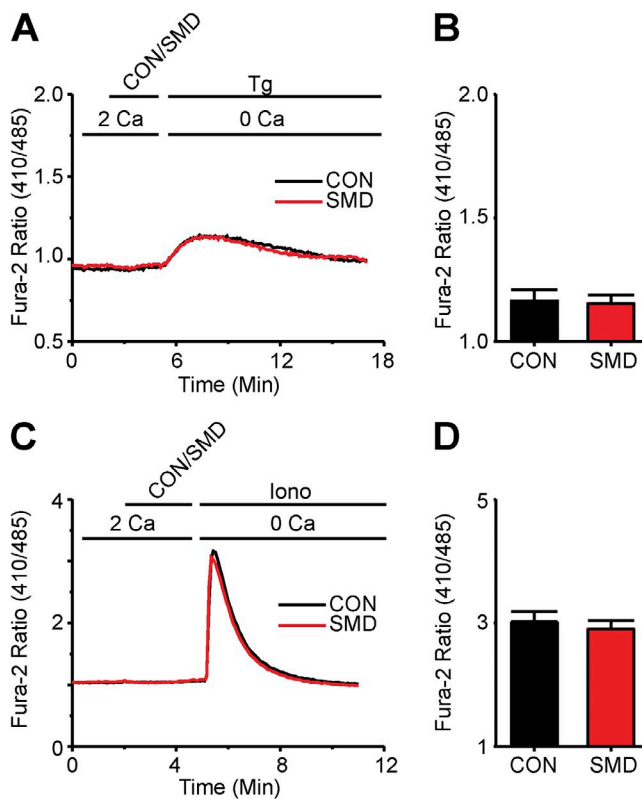 A
CON/SMD
Tg
2 Ca
0 Ca
2.0
1.5
1.0
0.5
Fura-2 Ratio (410/485)
CON
SMD
0
6
12
18
Time (Min)
B
2.0
1.5
1.0
Fura-2 Ratio (410/485)
CON
SMD
C
CON/SMD
Iono
2 Ca
0 Ca
4
3
2
1
0
Fura-2 Ratio (410/485)
CON
SMD
0
4
8
12
Time (Min)
D
5
3
1
Fura-2 Ratio (410/485)
CON
SMD